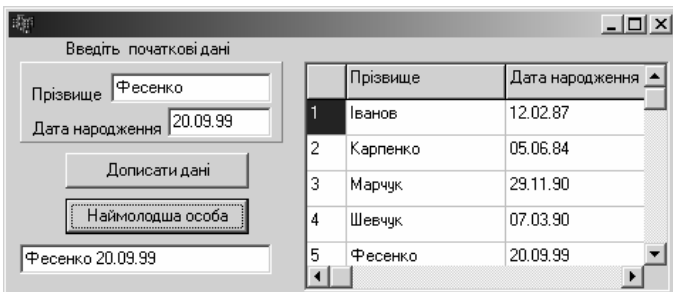 Введіть початкові дані
Прізвище Фесенко
Дата народження 20.09.99
Дописати дані
Наймолодша особа
Фесенко 20.09.99
Прізвище Дата народження
1 Іванов 12.02.87
2 Карпенко 05.06.84
3 Марчук 29.11.90
4 Шевчук 07.03.90
5 Фесенко 20.09.99